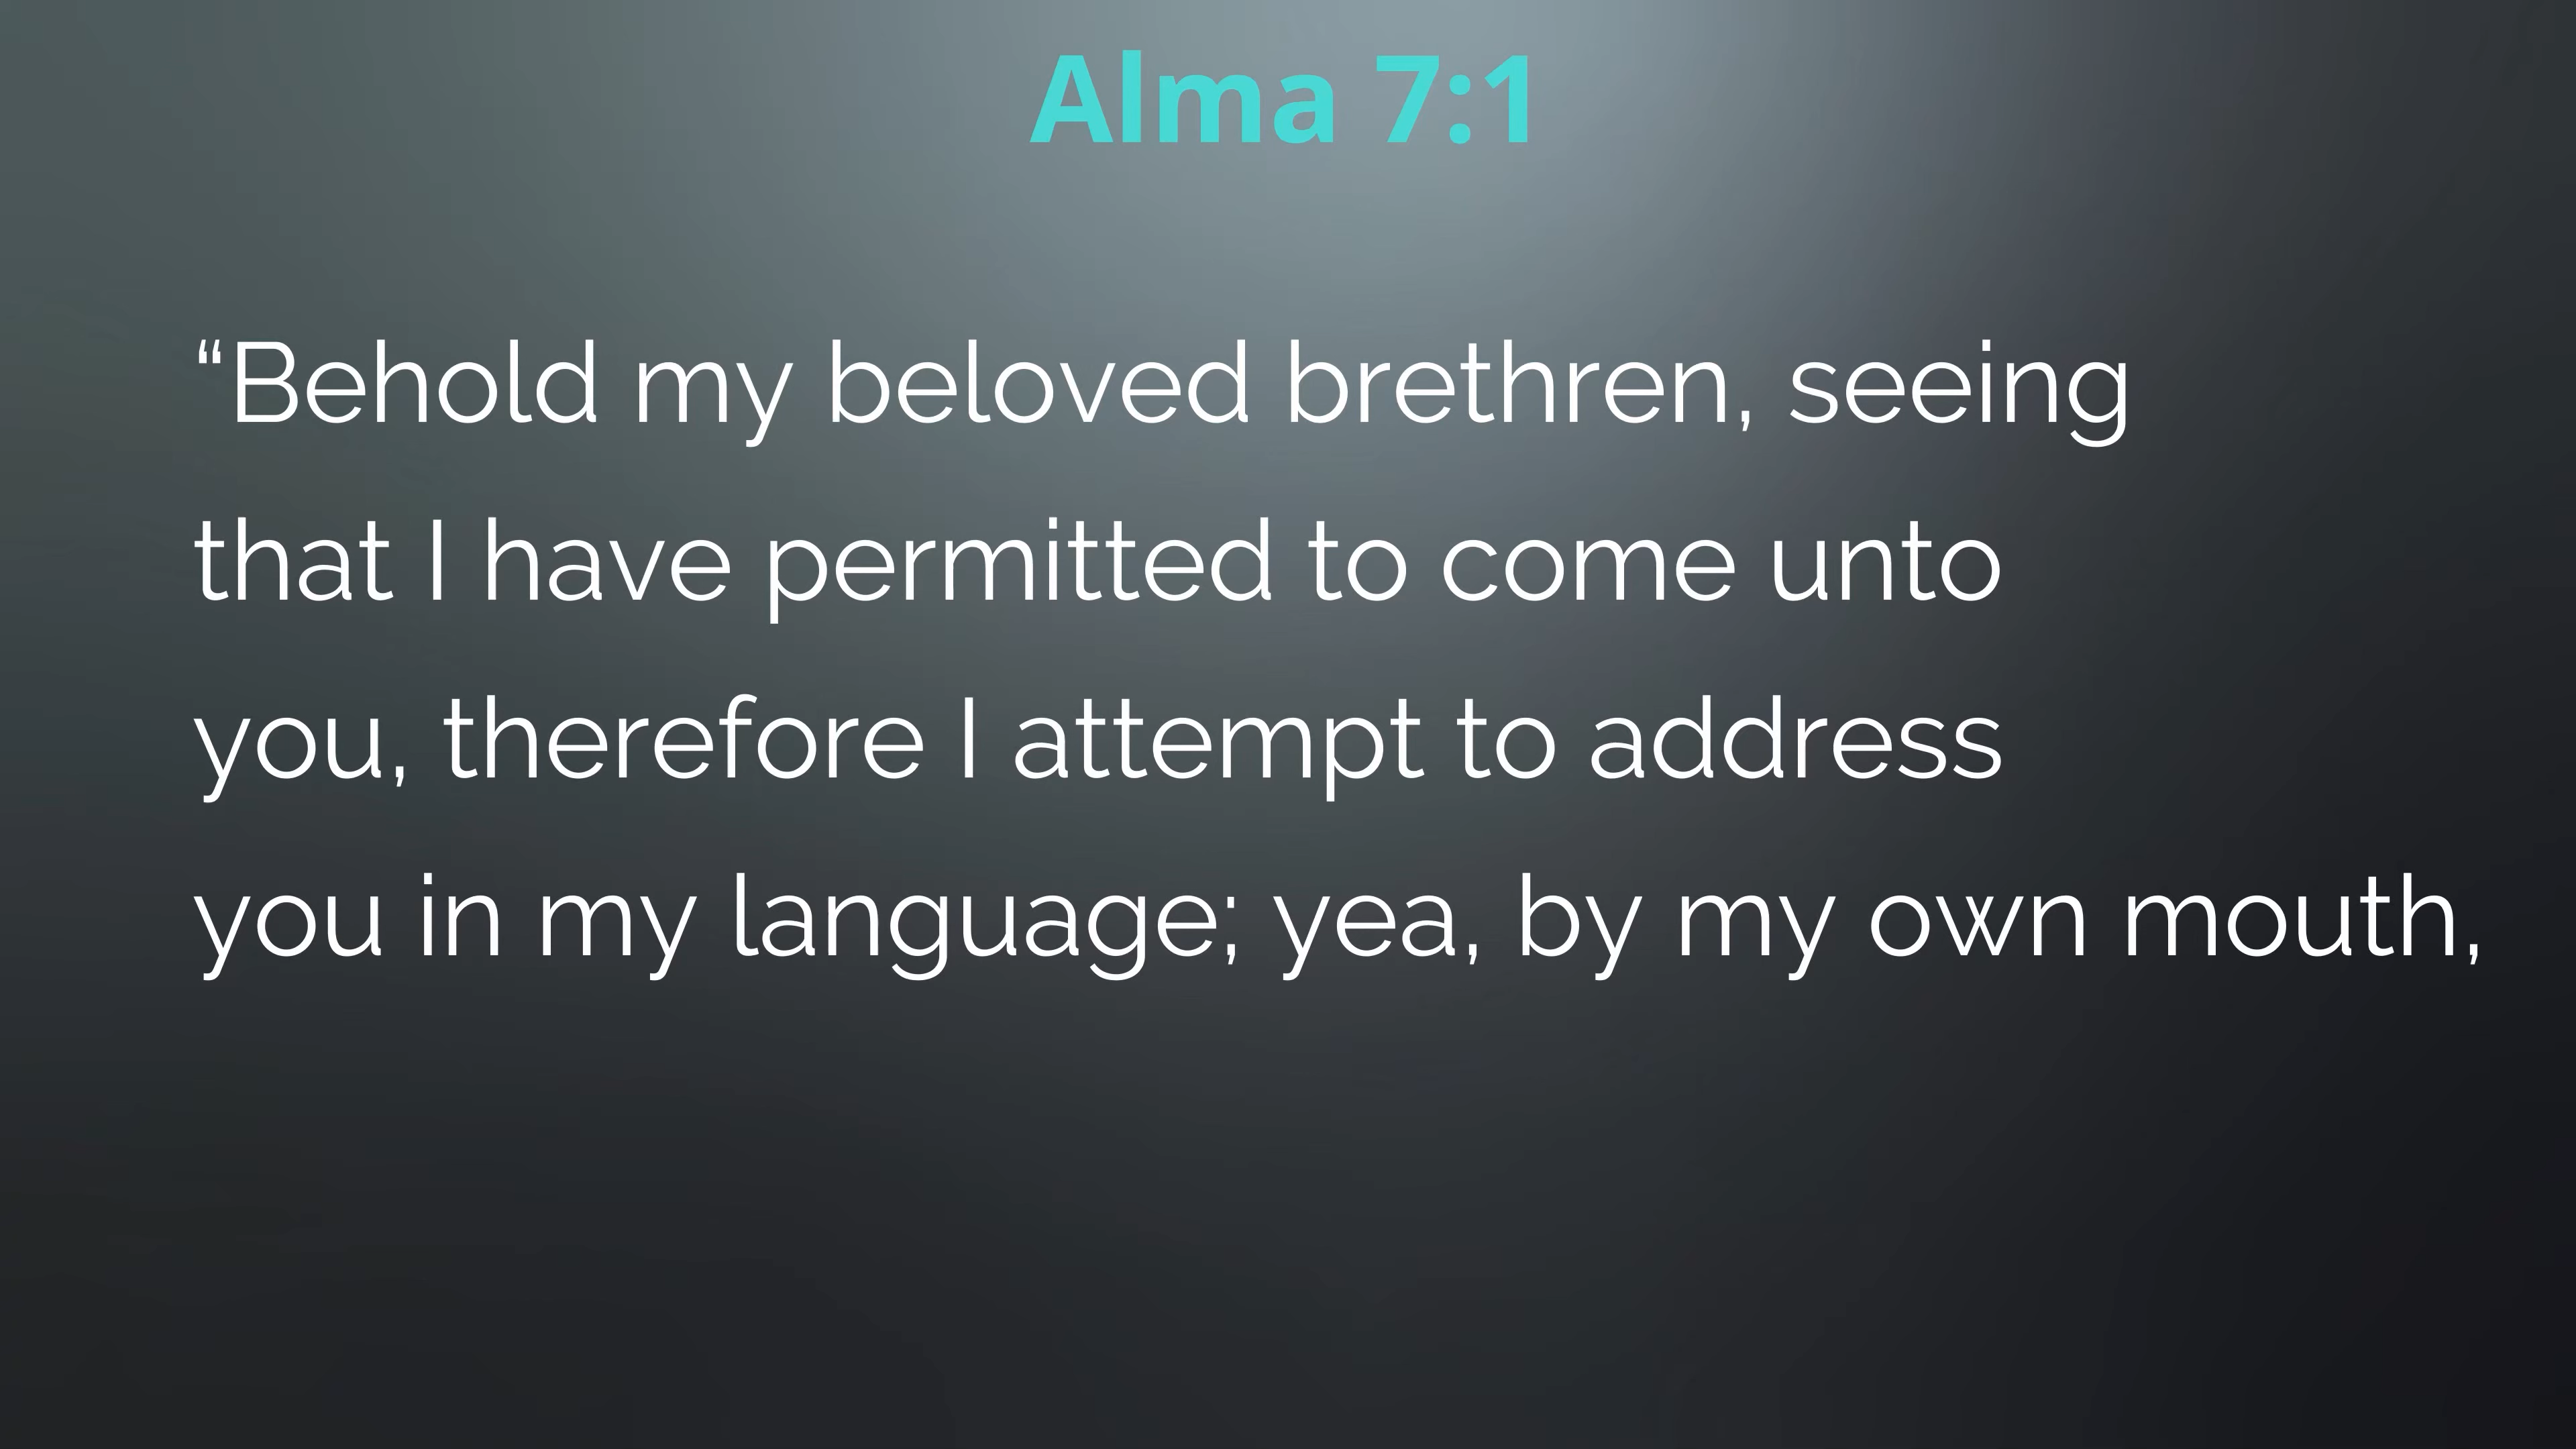 Alma 7:1
“Behold my beloved brethren, seeing
that I have permitted to come unto
you, therefore I attempt to address
you in my language; yea, by my own mouth,